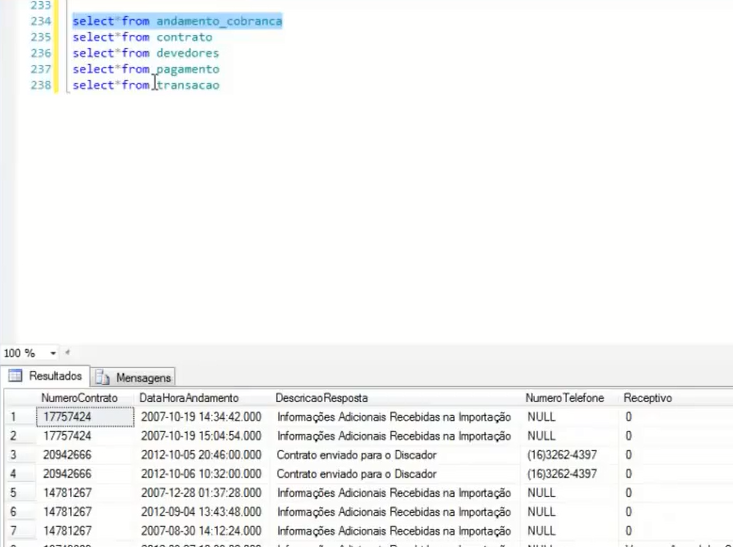 233
234 select*from andamento_cobranca
235 select*from contrato
236 select*from devedores
237 select*from pagamento
238 select*from transacao
100 %
Resultados Mensagens
NumeroContrato DataHoraAndamento DescricaoResposta NumeroTelefone Receptivo
1 17757424 2007-10-19 14:34:42.000 Informações Adicionais Recebidas na Importação NULL 0
2 17757424 2007-10-19 15:04:54.000 Informações Adicionais Recebidas na Importação NULL 0
3 20942666 2012-10-05 20:46:00.000 Contrato enviado para o Discador (16)3262-4397 0
4 20942666 2012-10-06 10:32:00.000 Contrato enviado para o Discador (16)3262-4397 0
5 14781267 2007-12-28 01:37:28.000 Informações Adicionais Recebidas na Importação NULL 0
6 14781267 2012-09-04 13:43:48.000 Informações Adicionais Recebidas na Importação NULL 0
7 14781267 2007-08-30 14:12:24.000 Informações Adicionais Recebidas na Importação NULL 0